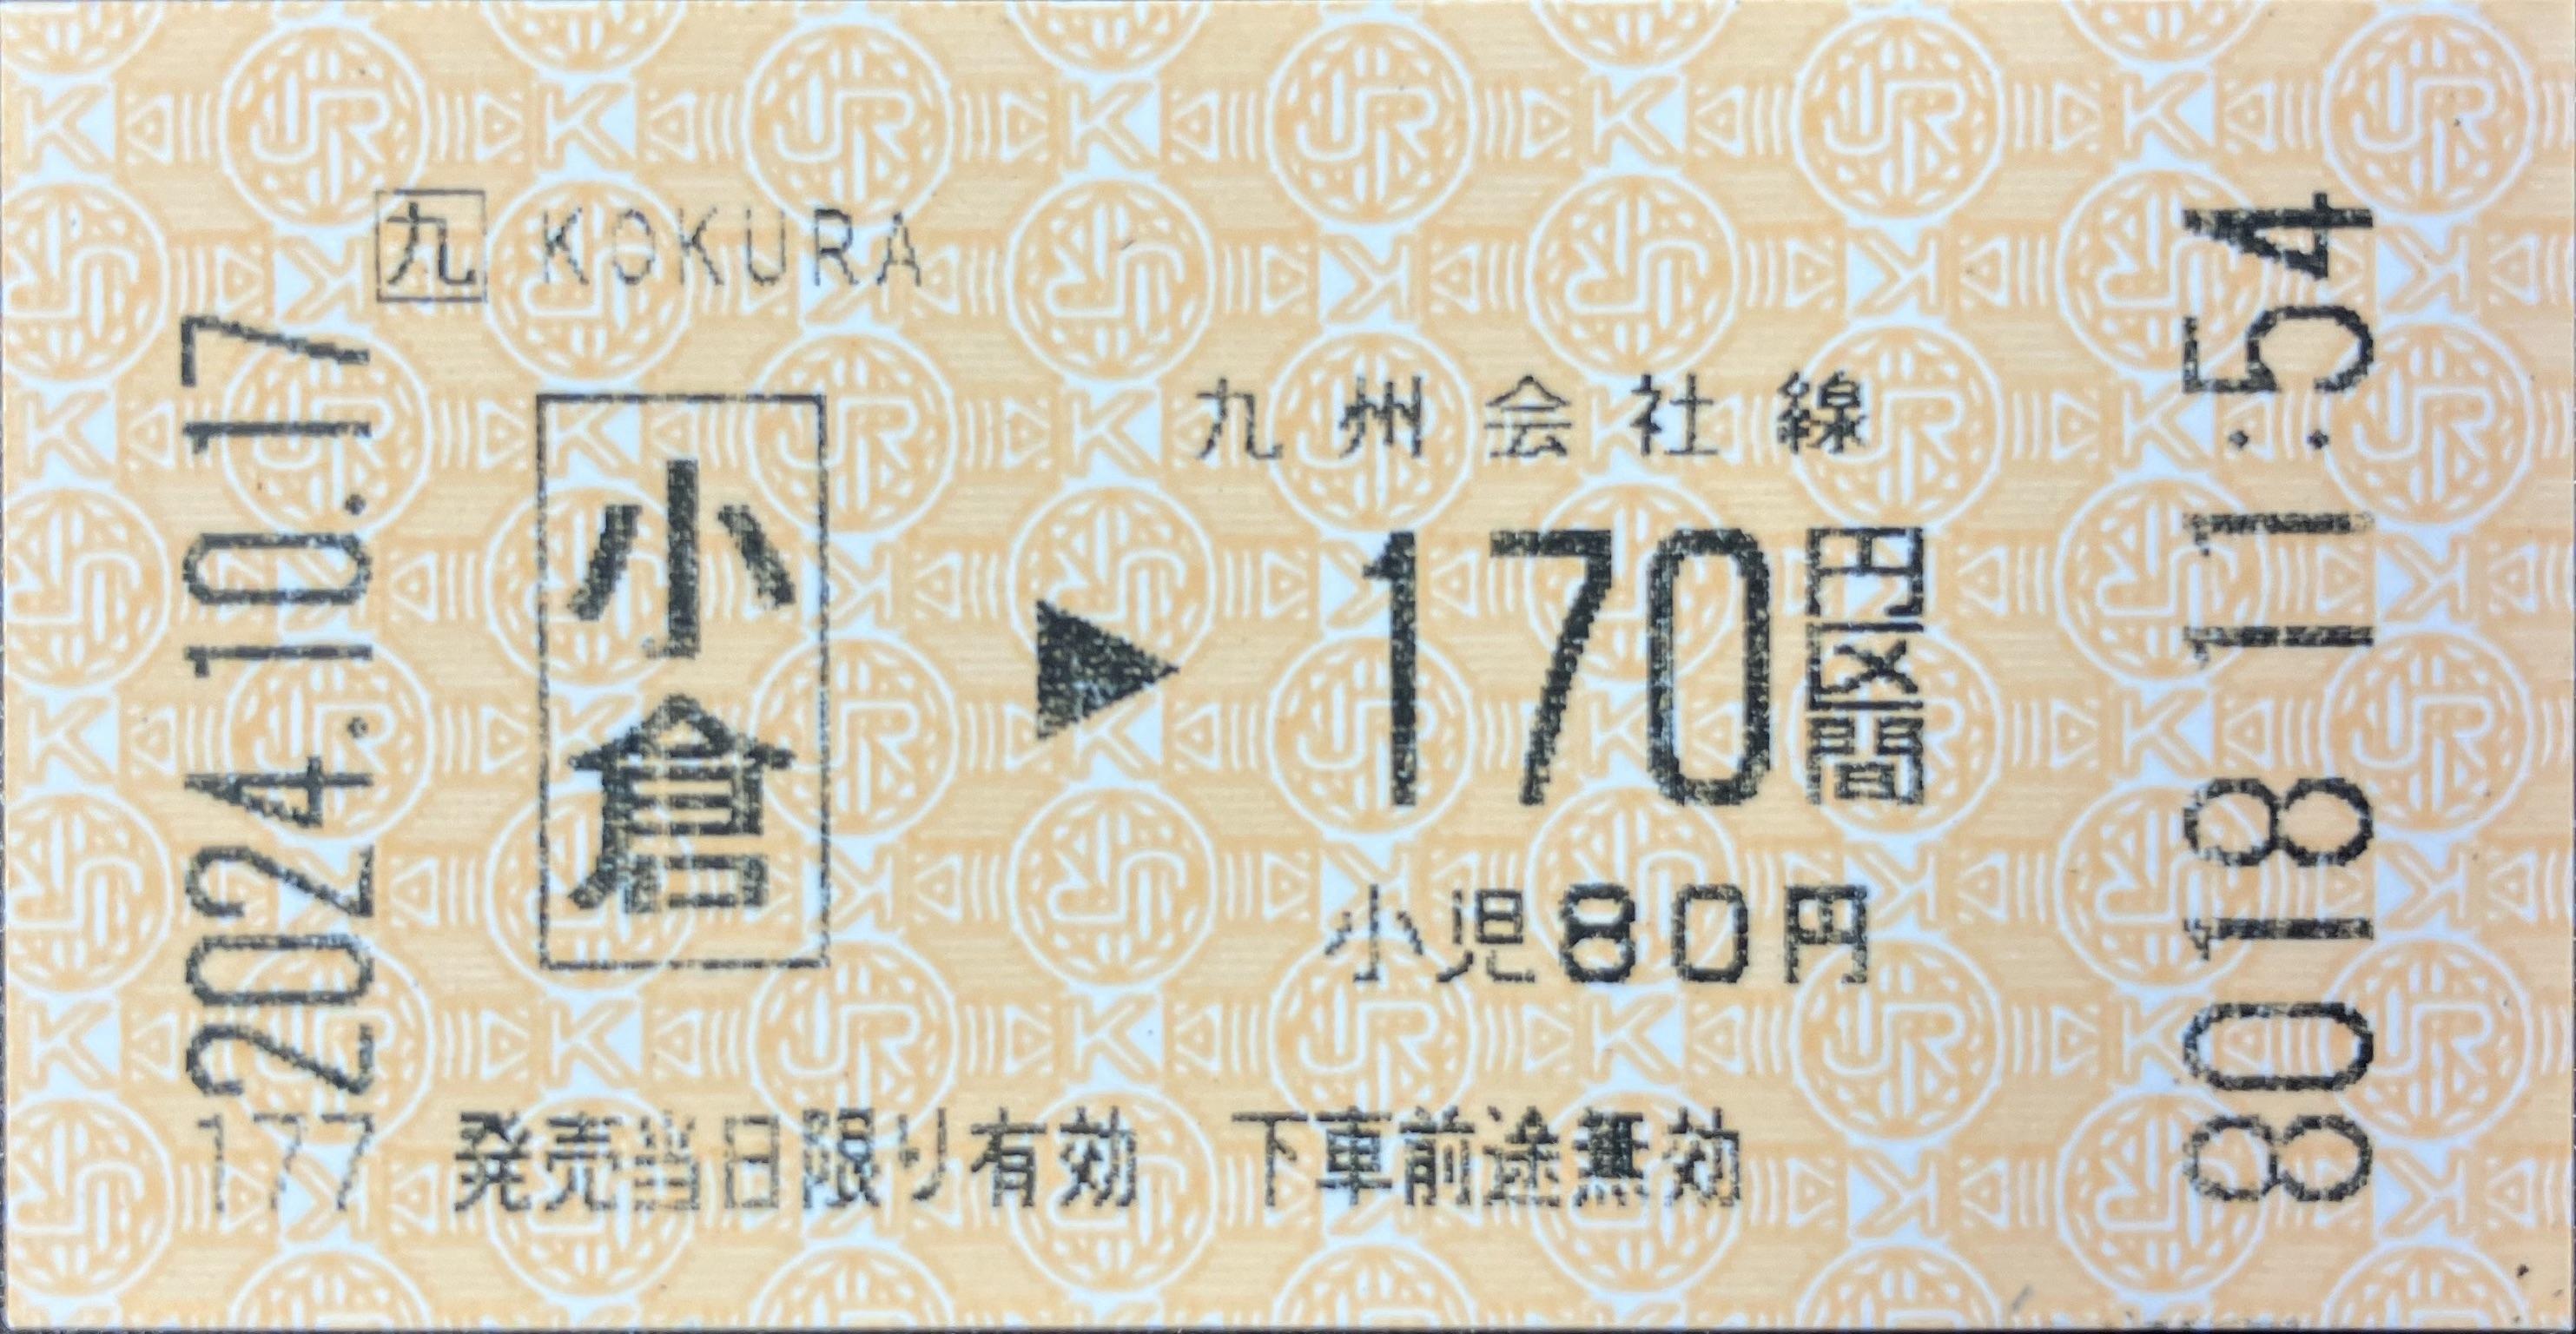 九 KOKURA
2024.10.17
小倉
▶
九州会社線
170円区間
小児80円
8018 11:54
177 発売当日限り有効 下車前途無効